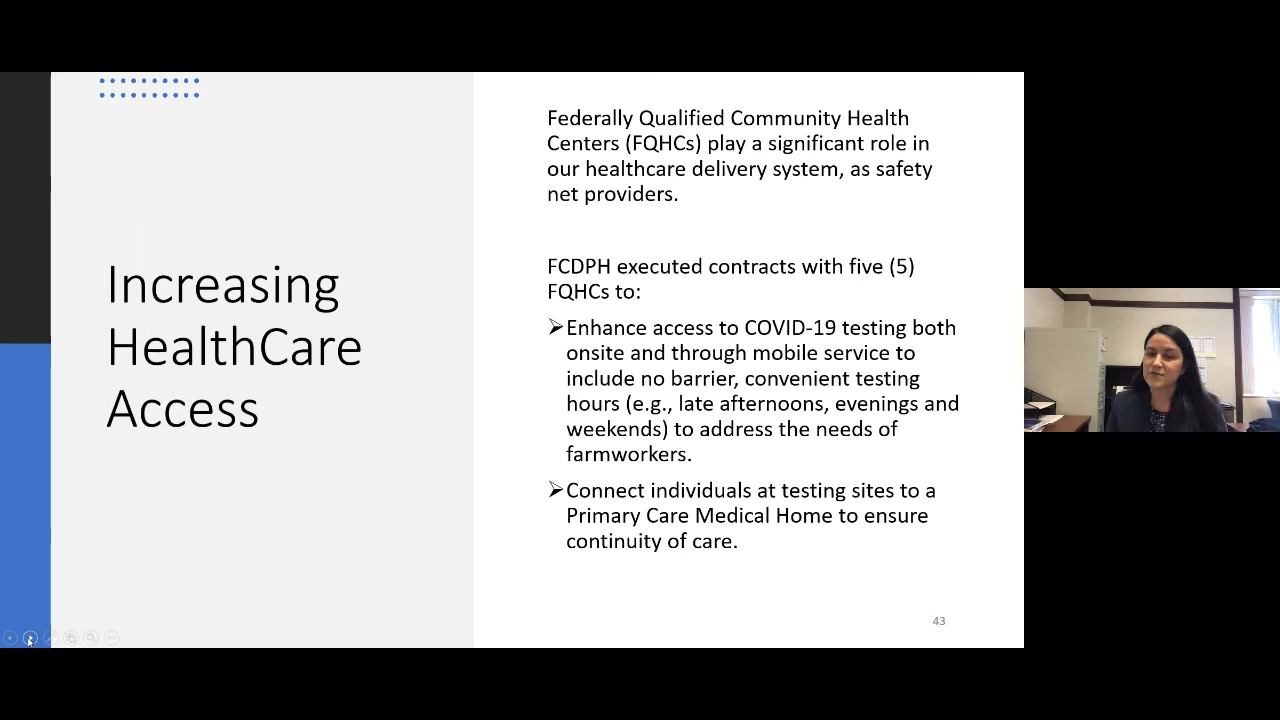 Increasing
HealthCare
Access
Federally Qualified Community Health
Centers (FQHCs) play a significant role in
our healthcare delivery system, as safety
net providers.
FCDPH executed contracts with five (5)
FQHCs to:
➢Enhance access to COVID-19 testing both
onsite and through mobile service to
include no barrier, convenient testing
hours (e.g., late afternoons, evenings and
weekends) to address the needs of
farmworkers.
➢Connect individuals at testing sites to a
Primary Care Medical Home to ensure
continuity of care.
43